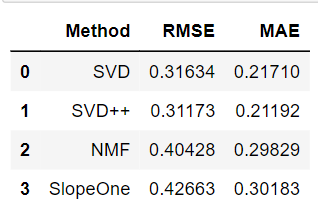 Method RMSE MAE
0 SVD 0.31634 0.21710
1 SVD++ 0.31173 0.21192
2 NMF 0.40428 0.29829
3 SlopeOne 0.42663 0.30183